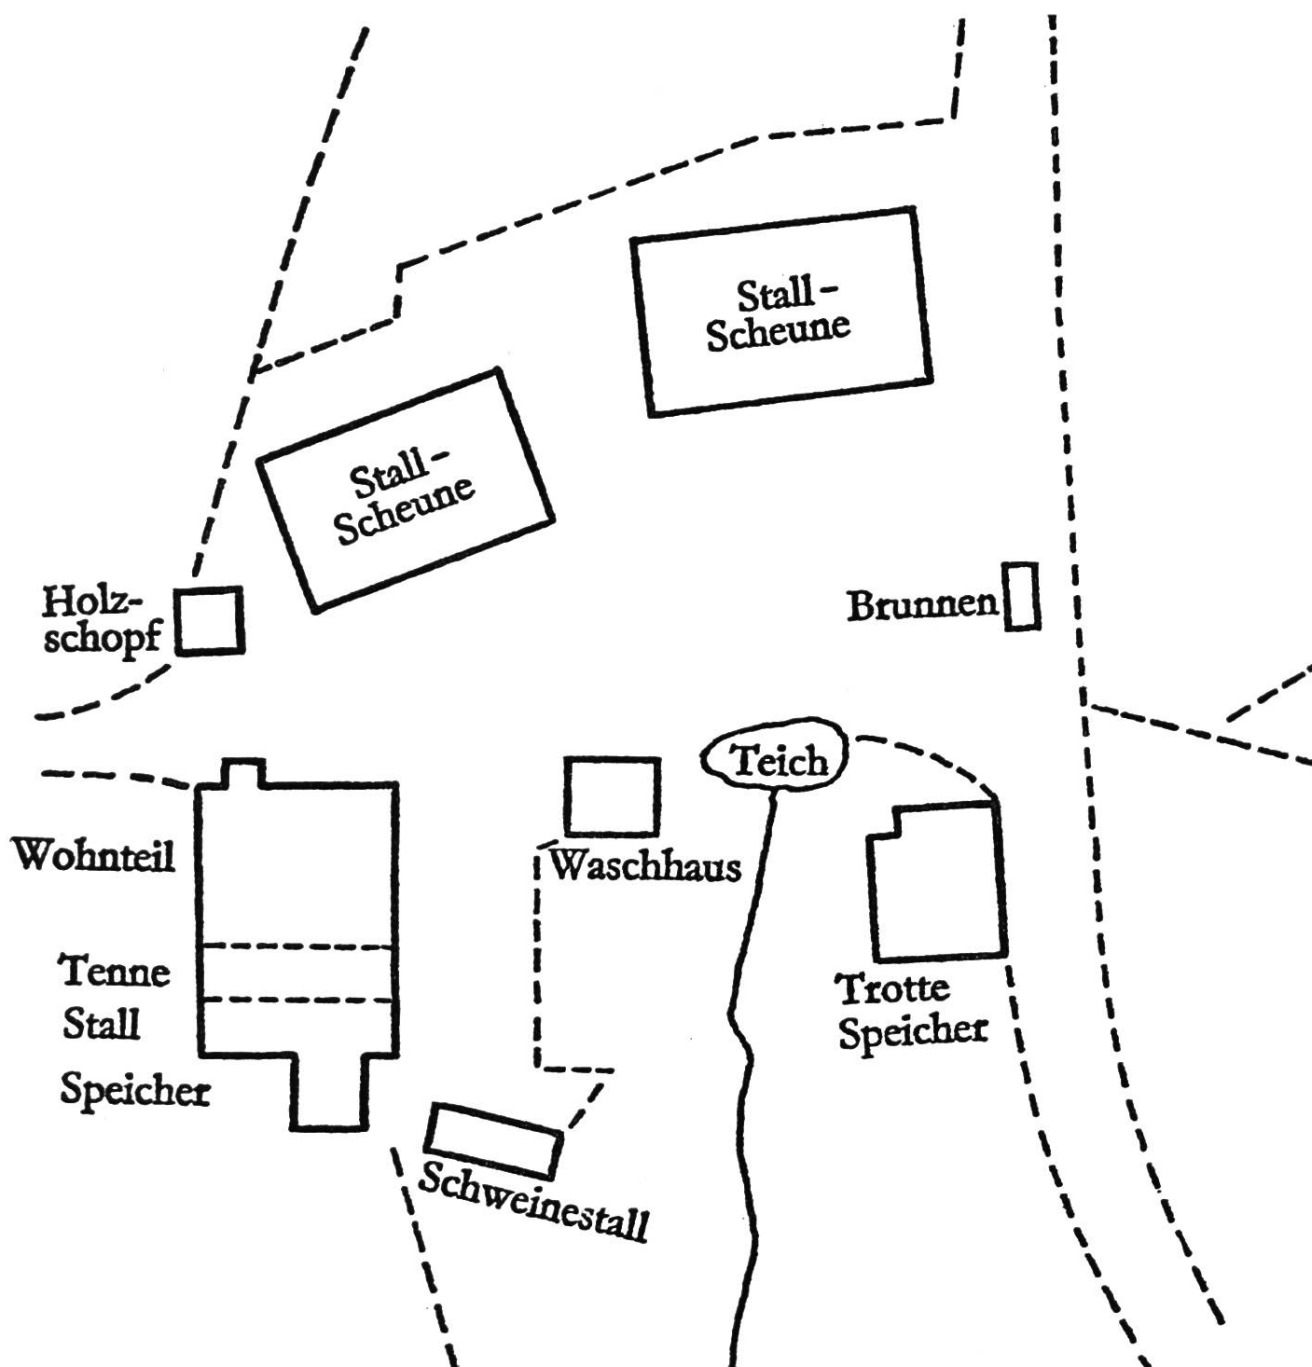 Stall-
Scheune
Stall-
Scheune
Holz-
schopf
Brunnen
Teich
Wohnteil
Waschhaus
Tenne
Trotte
Stall
Speicher
Speicher
Schweinestall